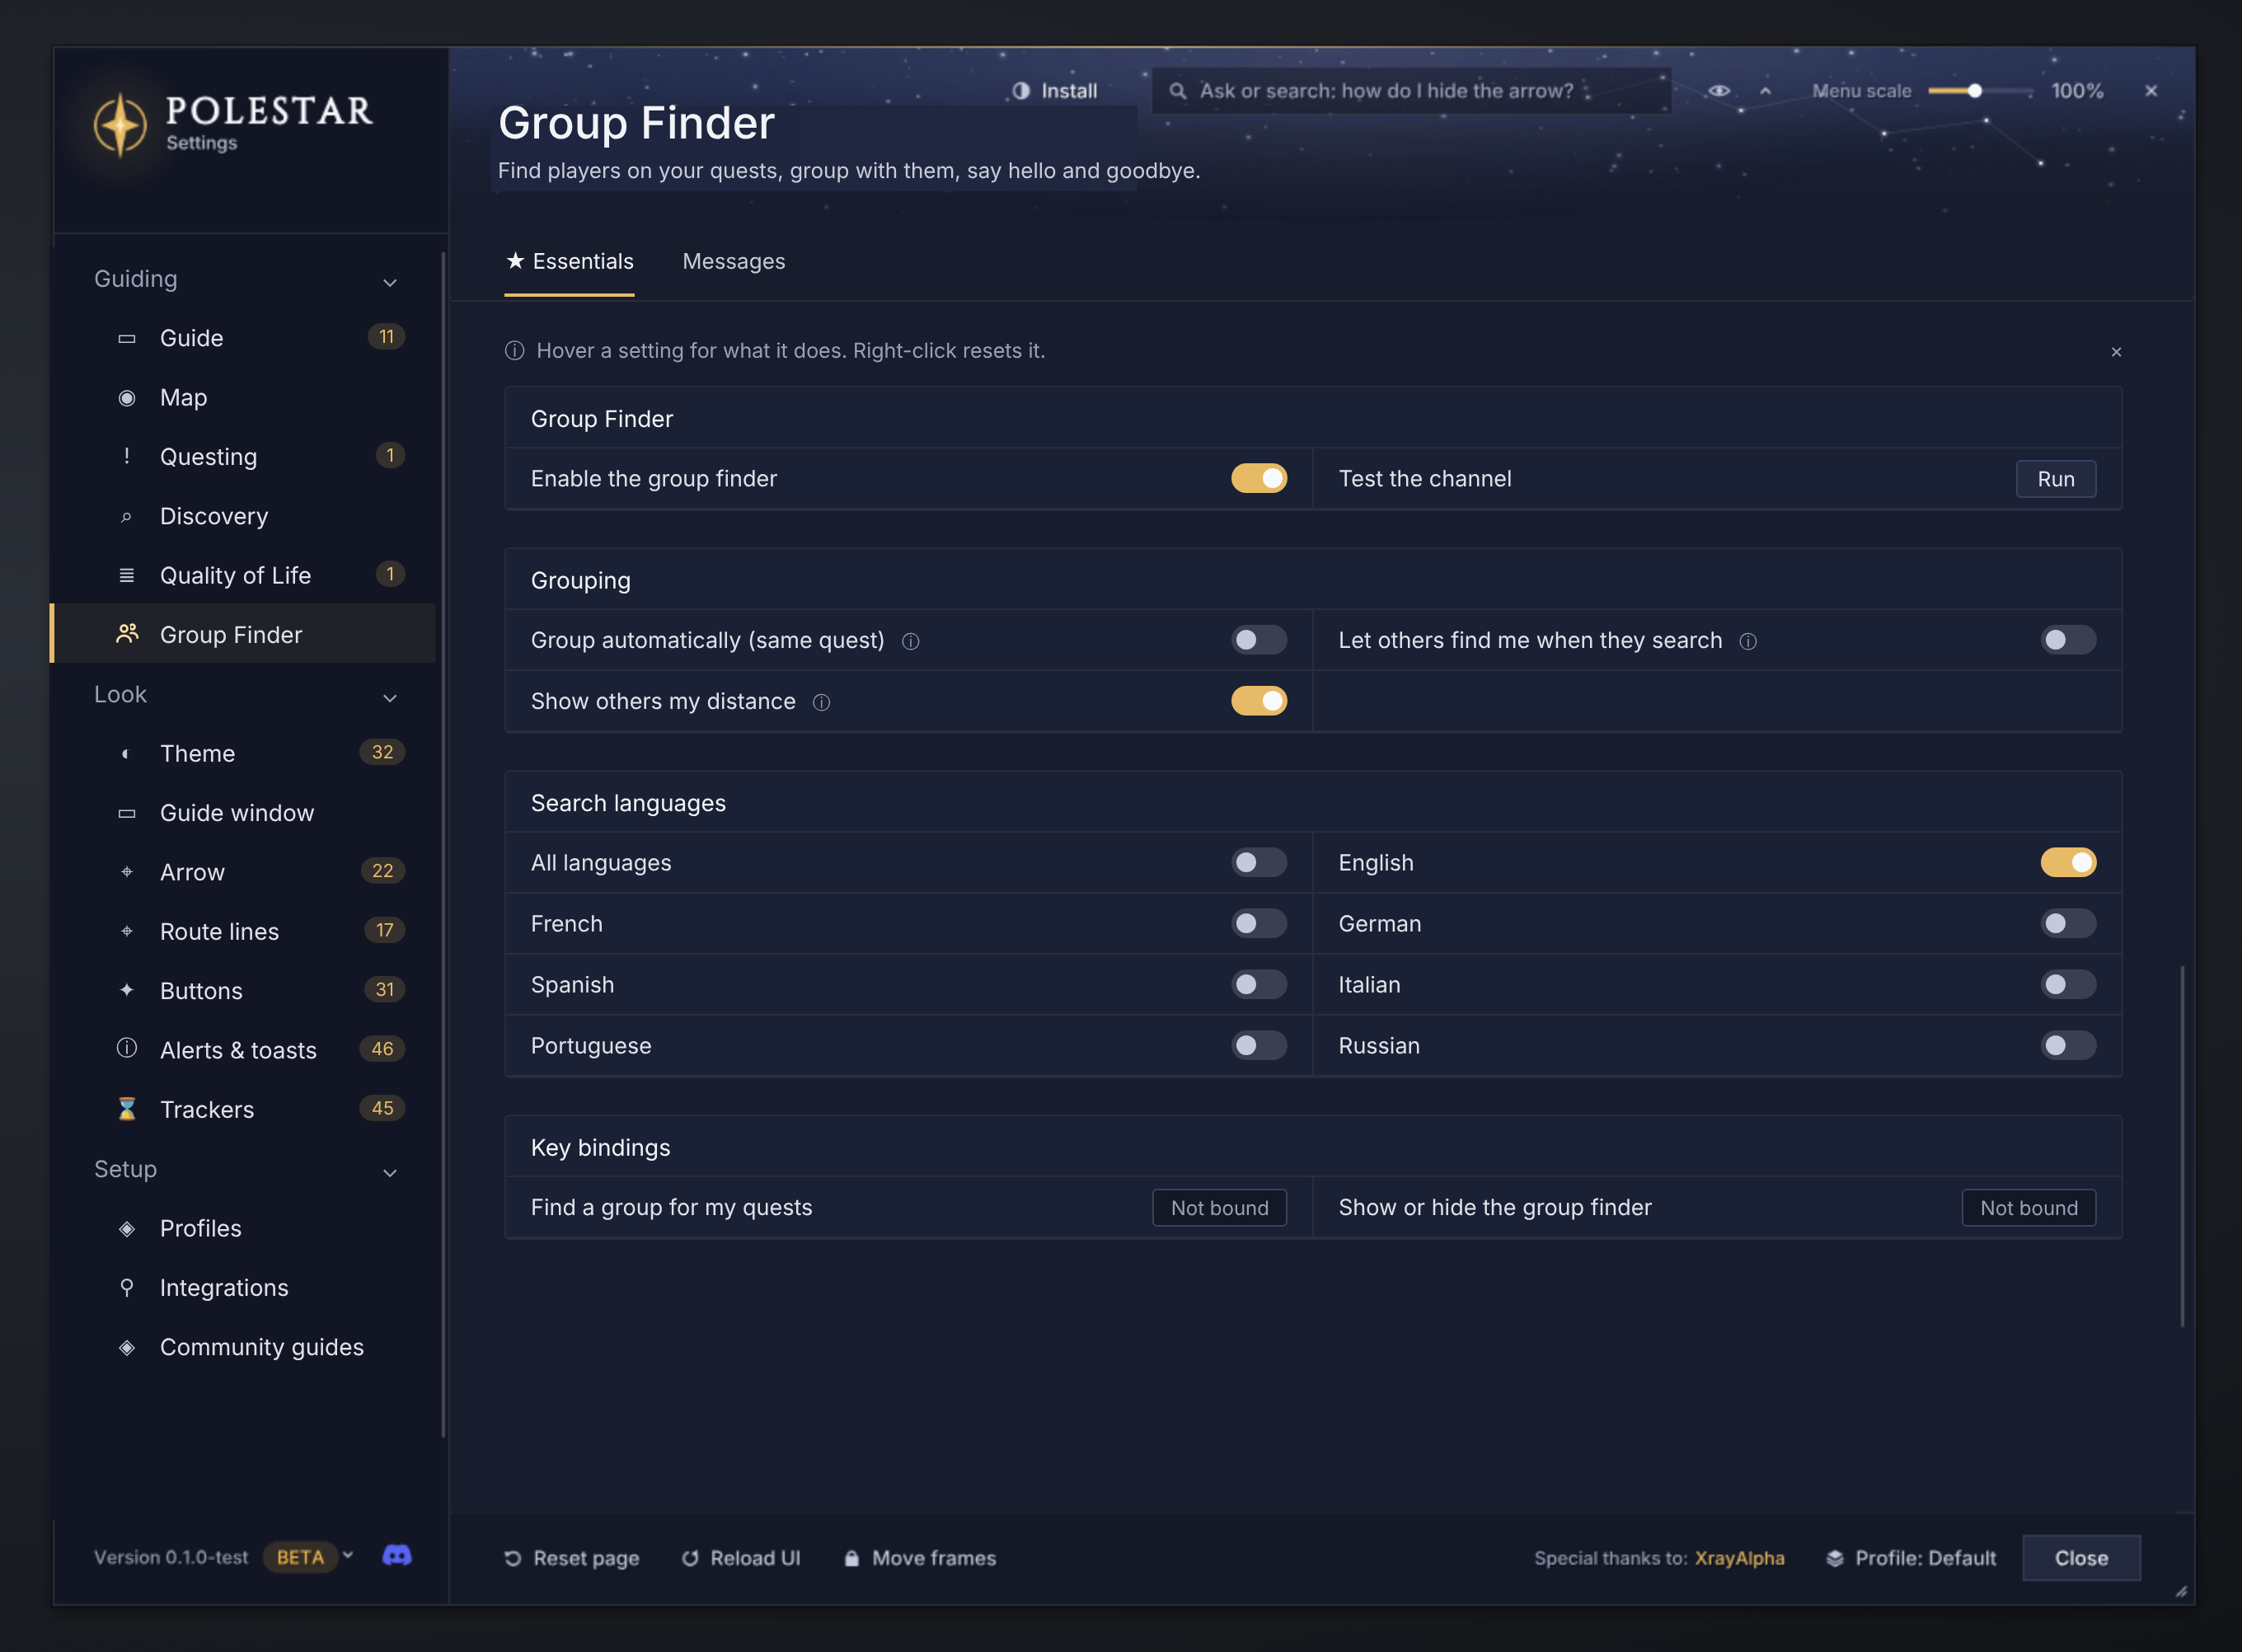 POLESTAR
Settings
Install
Ask or search: how do I hide the arrow?
Menu scale
100%
Group Finder
Find players on your quests, group with them, say hello and goodbye.
Guiding
Guide 11
Map
Questing 1
Discovery
Quality of Life 1
Group Finder
Look
Theme 32
Guide window
Arrow 22
Route lines 17
Buttons 31
Alerts & toasts 46
Trackers 45
Setup
Profiles
Integrations
Community guides
Version 0.1.0-test BETA
★ Essentials Messages
Hover a setting for what it does. Right-click resets it.
Group Finder
Enable the group finder
Test the channel Run
Grouping
Group automatically (same quest)
Let others find me when they search
Show others my distance
Search languages
All languages
English
French
German
Spanish
Italian
Portuguese
Russian
Key bindings
Find a group for my quests Not bound
Show or hide the group finder Not bound
Reset page
Reload UI
Move frames
Special thanks to: XrayAlpha
Profile: Default
Close